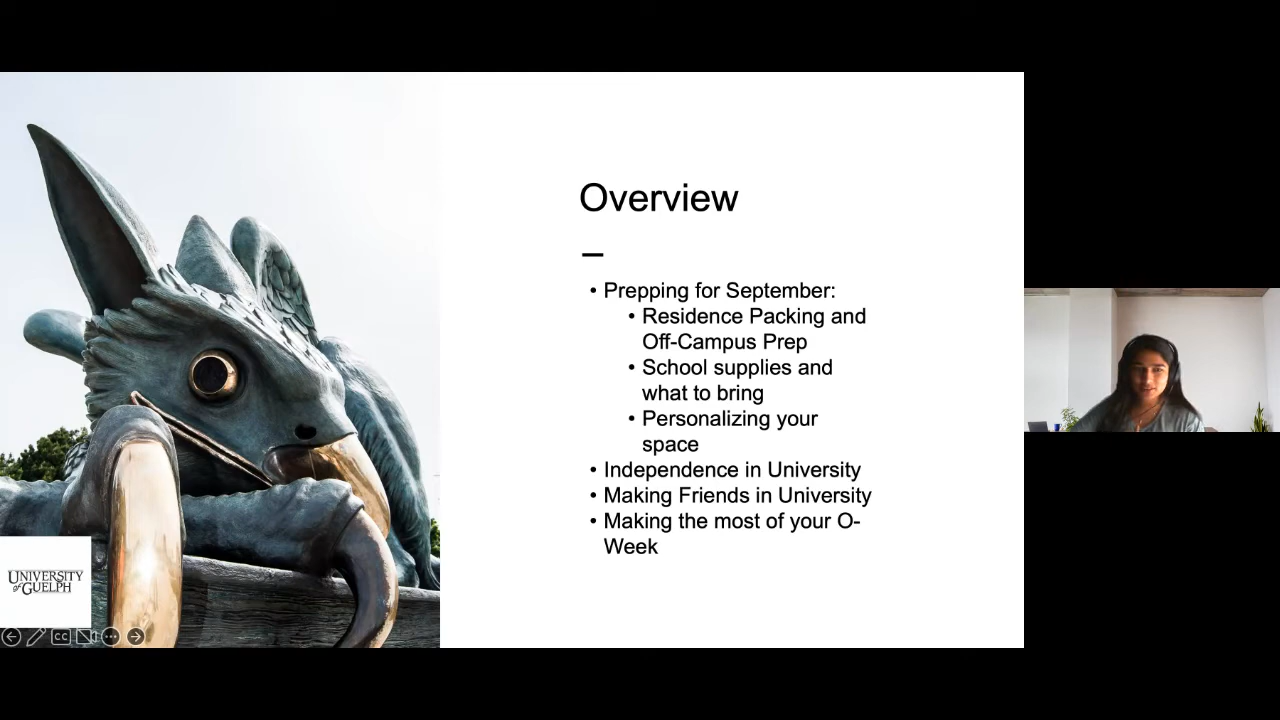 Overview
• Prepping for September:
• Residence Packing and
Off-Campus Prep
• School supplies and
what to bring
• Personalizing your
space
• Independence in University
• Making Friends in University
• Making the most of your O-
Week
UNIVERSITY
of GUELPH
CC